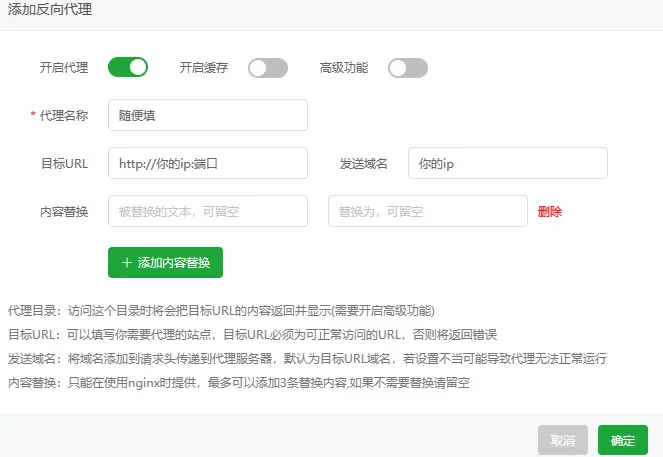 添加反向代理
开启代理 开启缓存 高级功能
* 代理名称 随便填
目标URL http://你的ip:端口 发送域名 你的ip
内容替换 被替换的文本，可留空 替换为，可留空 删除
＋ 添加内容替换
代理目录：访问这个目录时将会把目标URL的内容返回并显示(需要开启高级功能)
目标URL：可以填写你需要代理的站点，目标URL必须为可正常访问的URL，否则将返回错误
发送域名：将域名添加到请求头传递到代理服务器，默认为目标URL域名，若设置不当可能导致代理无法正常运行
内容替换：只能在使用nginx时提供，最多可以添加3条替换内容,如果不需要替换请留空
取消 确定